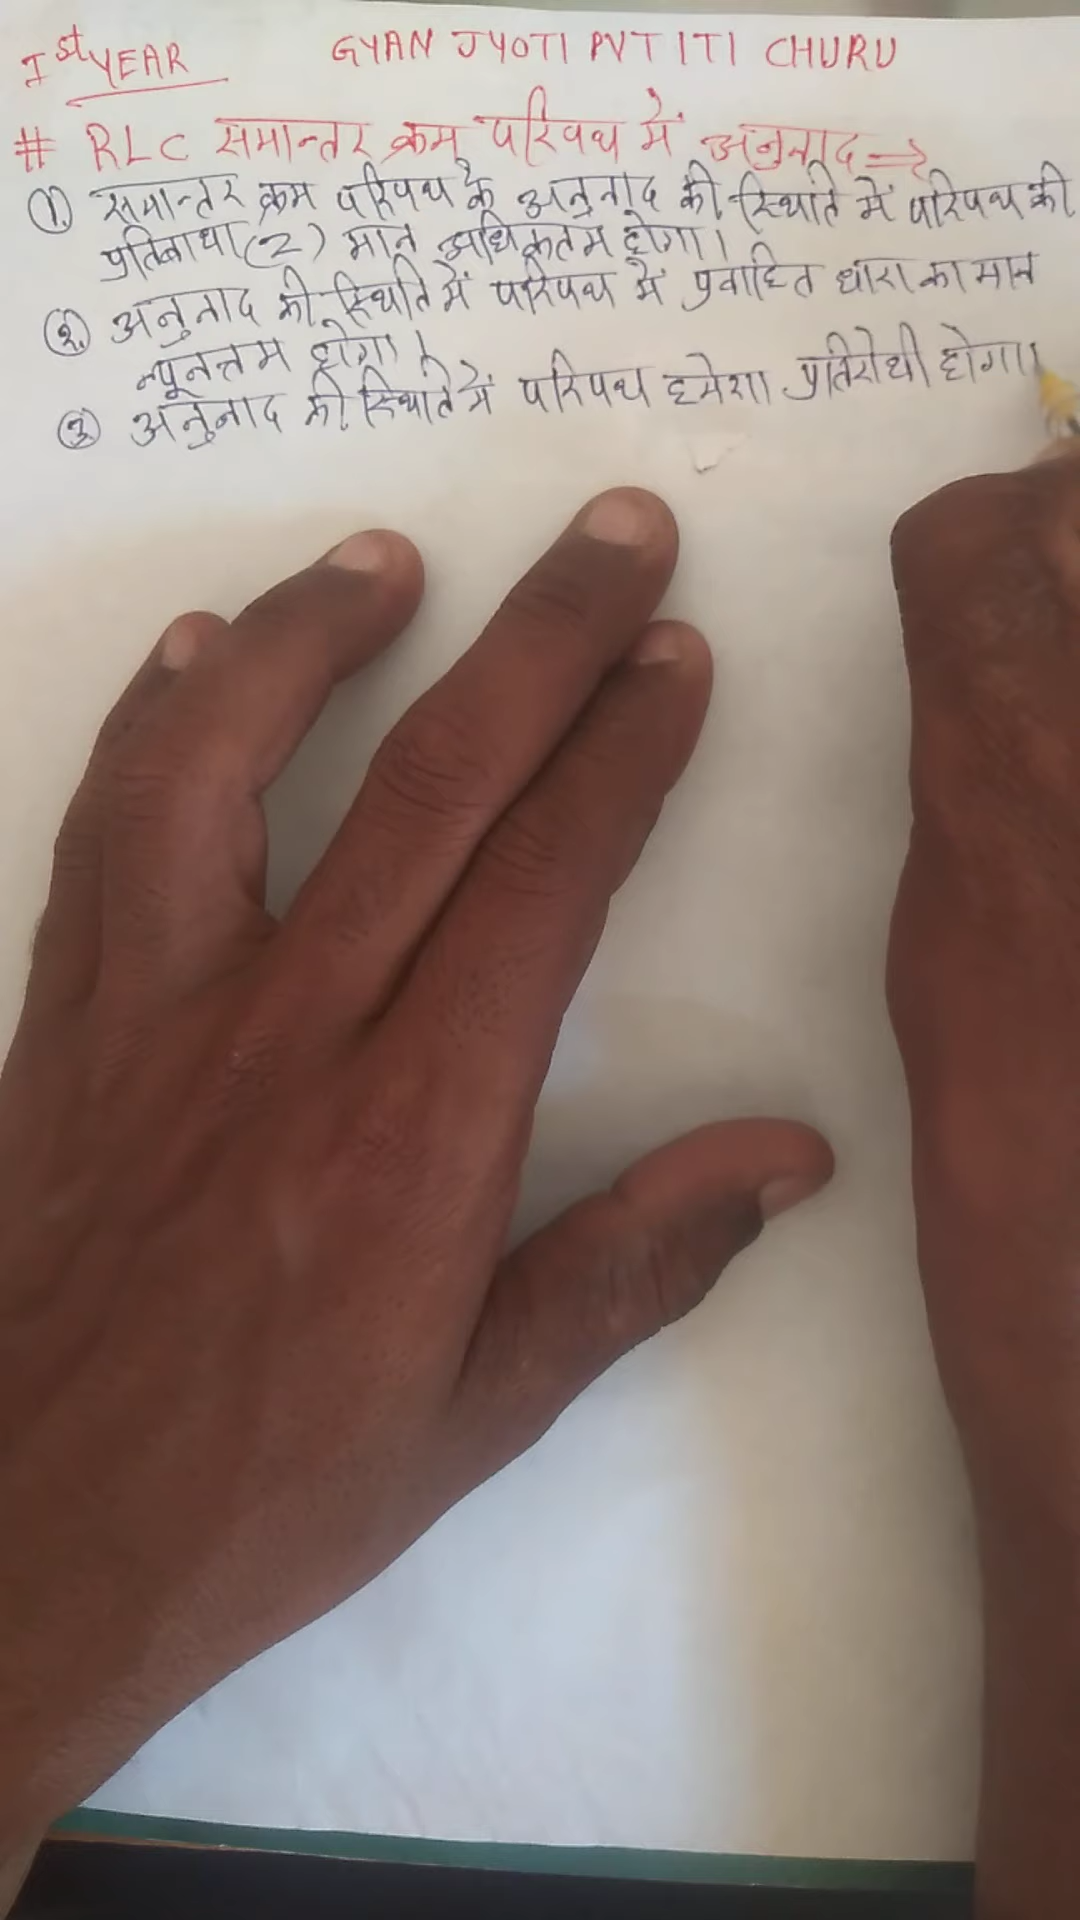 Ist YEAR GYAN JYOTI PVT ITI CHURU
# RLC समान्तर क्रम परिपथ में अनुनाद ⇒
① समान्तर क्रम परिपथ के अनुनाद की स्थिति में परिपथ की
प्रतिबाधा (Z) मान अधिकतम होगा।
② अनुनाद की स्थिति में परिपथ में प्रवाहित धारा का मान
न्यूनतम होगा।
③ अनुनाद की स्थिति में परिपथ हमेशा प्रतिरोधी होगा।